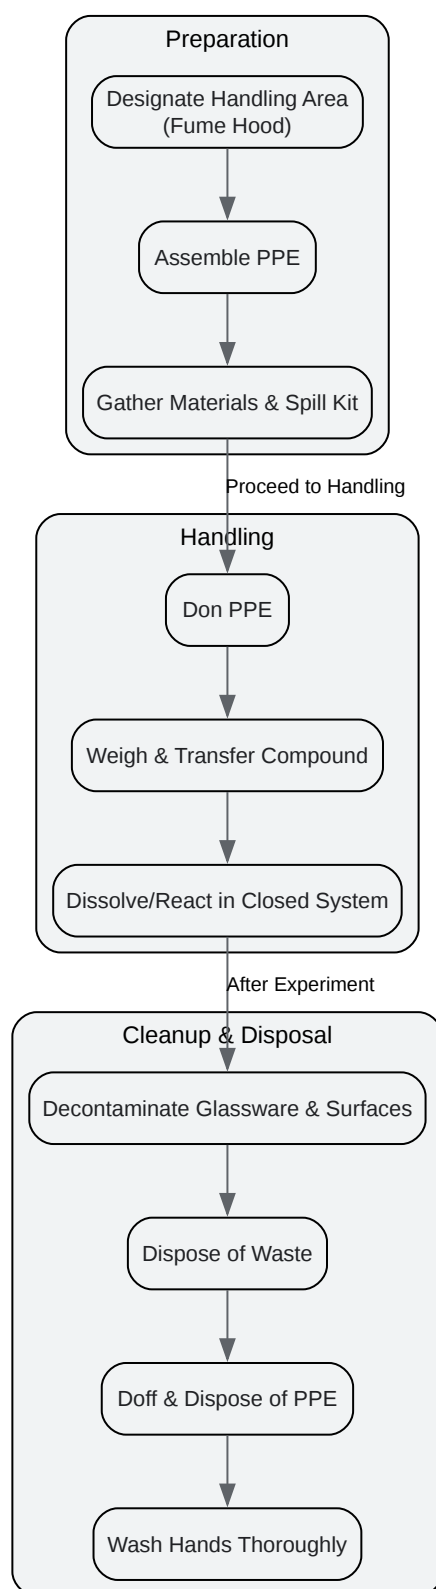 Preparation
Designate Handling Area
(Fume Hood)
Assemble PPE
Gather Materials & Spill Kit
Proceed to Handling
Handling
Don PPE
Weigh & Transfer Compound
Dissolve/React in Closed System
After Experiment
Cleanup & Disposal
Decontaminate Glassware & Surfaces
Dispose of Waste
Doff & Dispose of PPE
Wash Hands Thoroughly